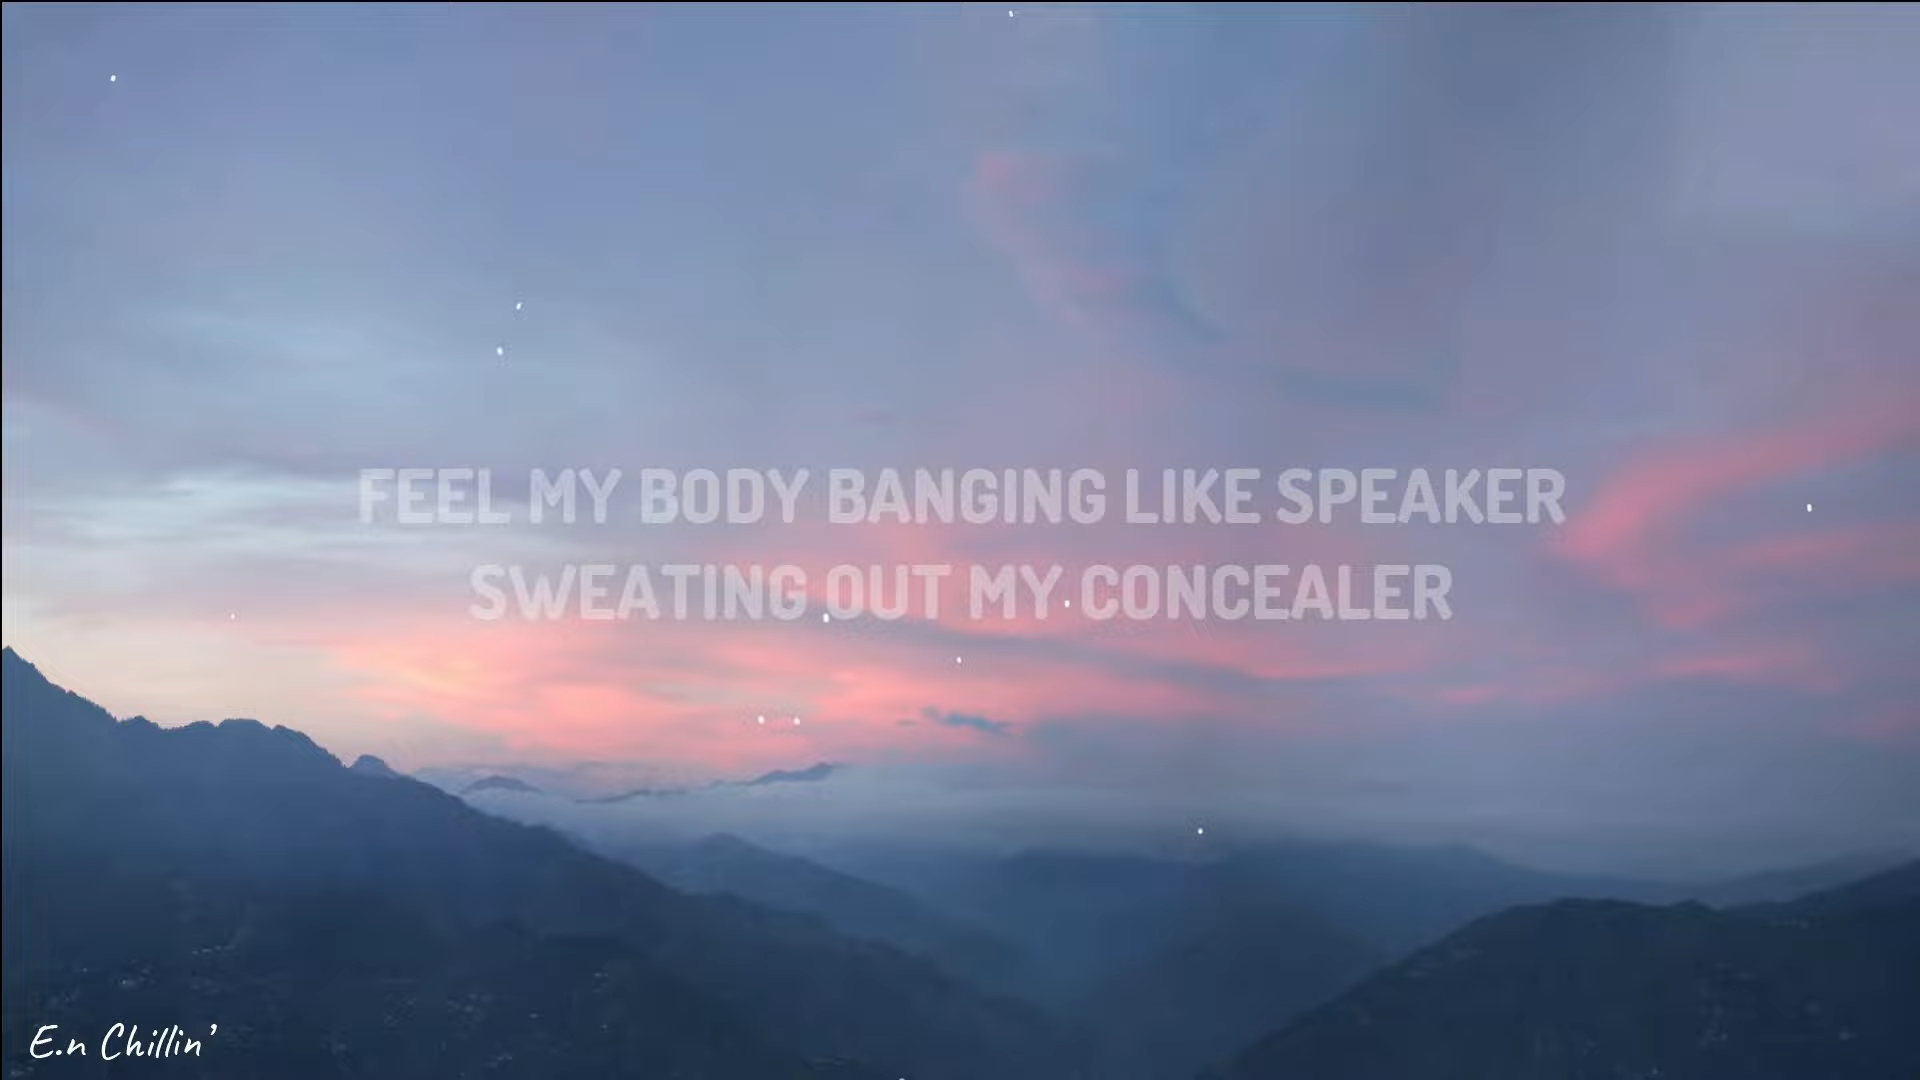 FEEL MY BODY BANGING LIKE SPEAKER
SWEATING OUT MY CONCEALER
E.n Chillin'